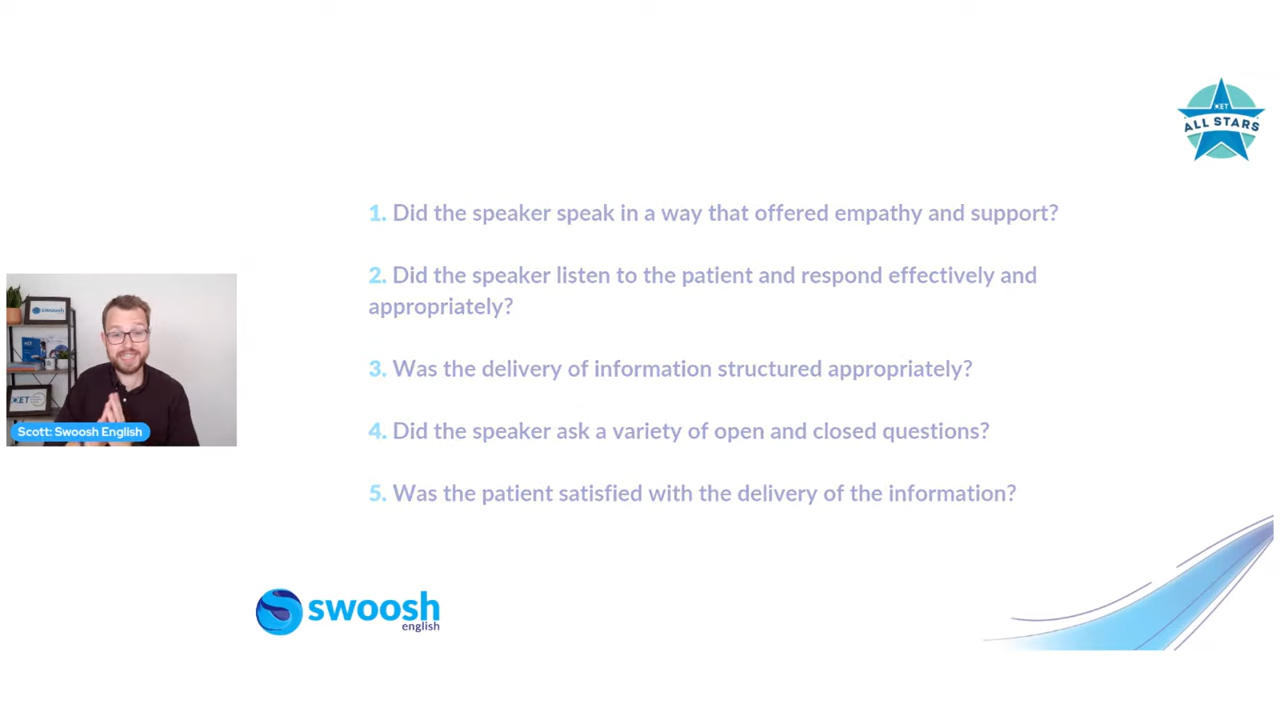 OET
ALL STARS
1. Did the speaker speak in a way that offered empathy and support?
2. Did the speaker listen to the patient and respond effectively and
appropriately?
3. Was the delivery of information structured appropriately?
4. Did the speaker ask a variety of open and closed questions?
5. Was the patient satisfied with the delivery of the information?
swoosh
OET
Scott: Swoosh English
swoosh
english